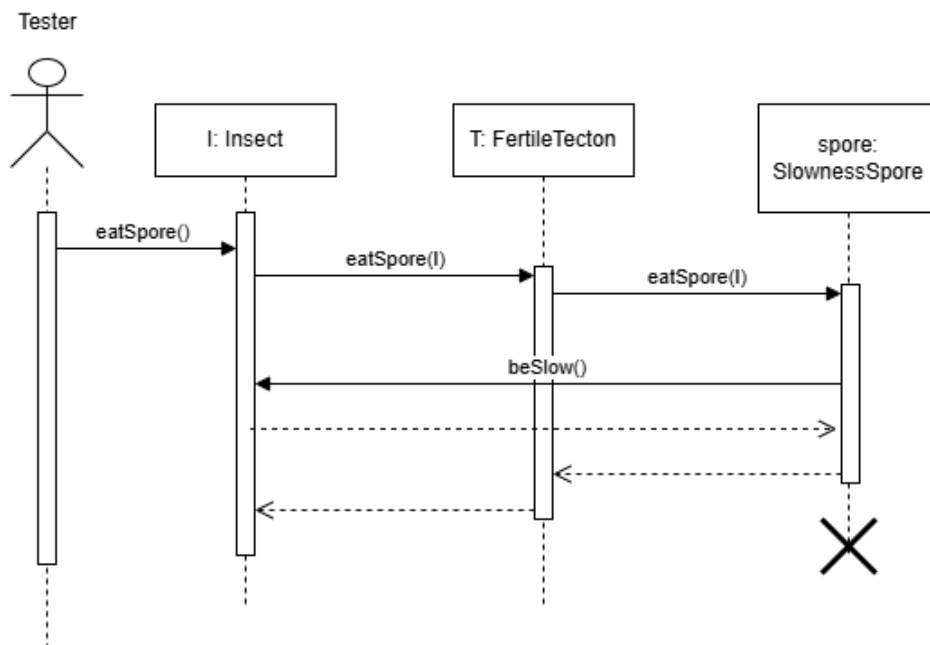 Tester
I: Insect
T: FertileTecton
spore:
SlownessSpore
eatSpore()
eatSpore(I)
eatSpore(I)
beSlow()